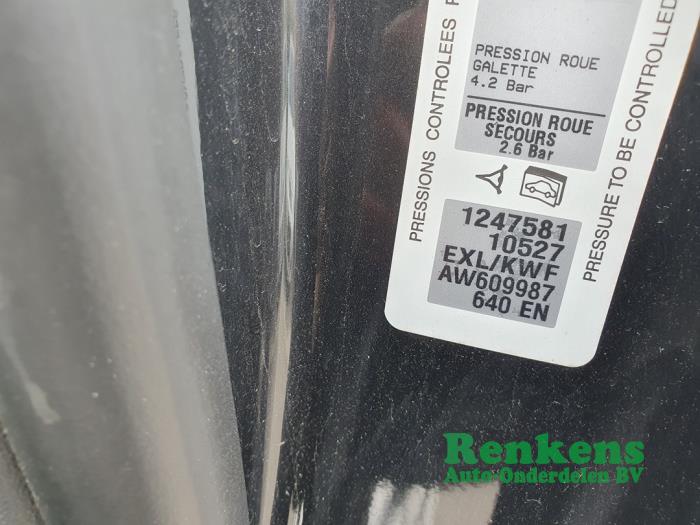 PRESSION ROUE
GALETTE
4.2 Bar
PRESSION ROUE
SECOURS
2.6 Bar
PRESSIONS CONTROLEES
PRESSURE TO BE CONTROLLED
1247581
10527
EXL/KWF
AW609987
640 EN
Renkens
Auto-Onderdelen BV